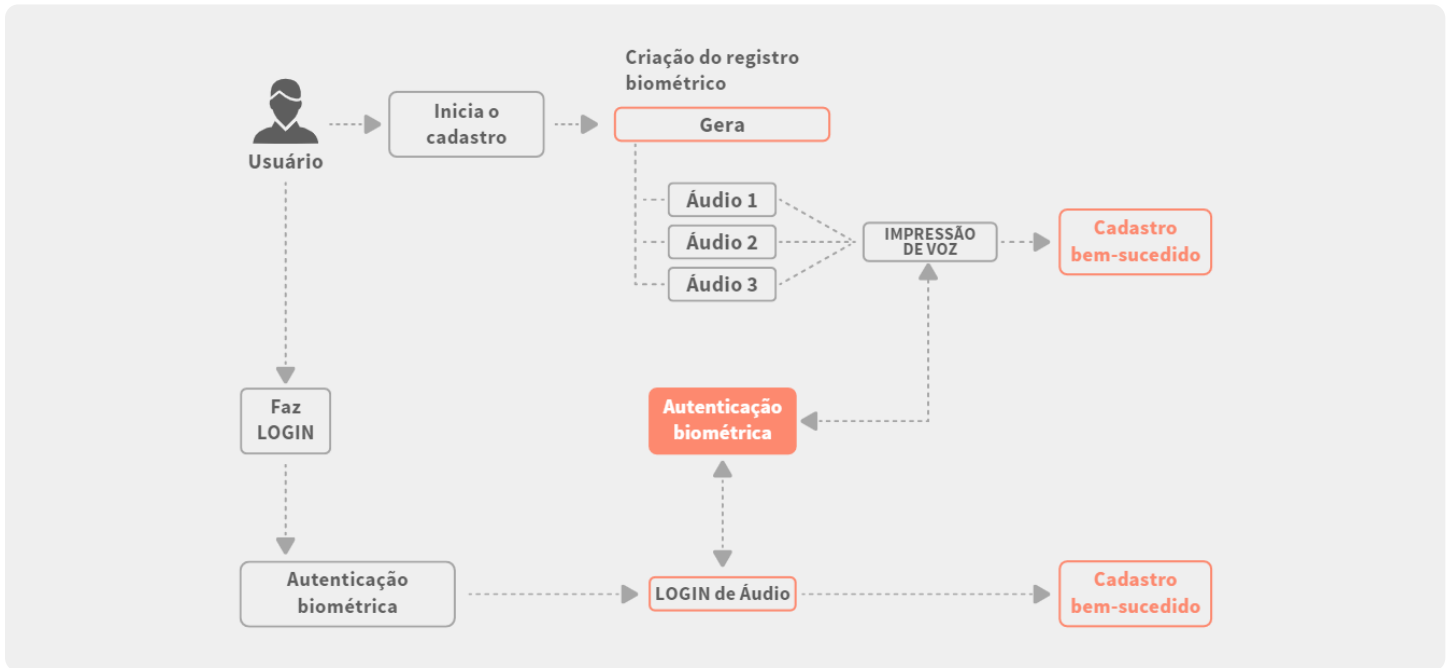 Criação do registro
biométrico
Usuário
Inicia o
cadastro
Gera
Áudio 1
Áudio 2
Áudio 3
IMPRESSÃO
DE VOZ
Cadastro
bem-sucedido
Faz
LOGIN
Autenticação
biométrica
Autenticação
biométrica
LOGIN de Áudio
Cadastro
bem-sucedido